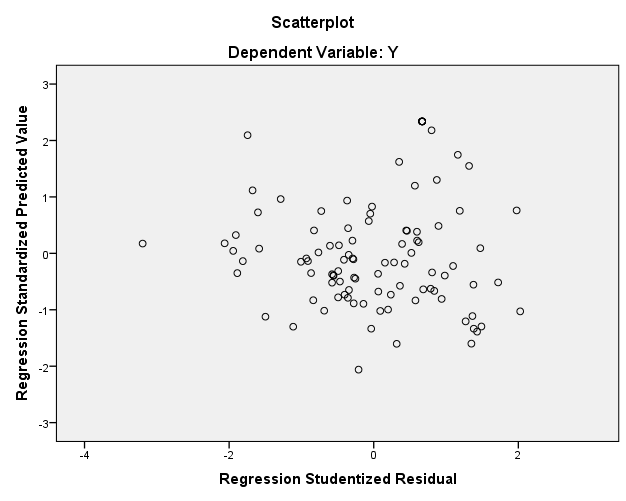 Scatterplot
Dependent Variable: Y
Regression Standardized Predicted Value
3
2
1
0
-1
-2
-3
-4
-2
0
2
Regression Studentized Residual